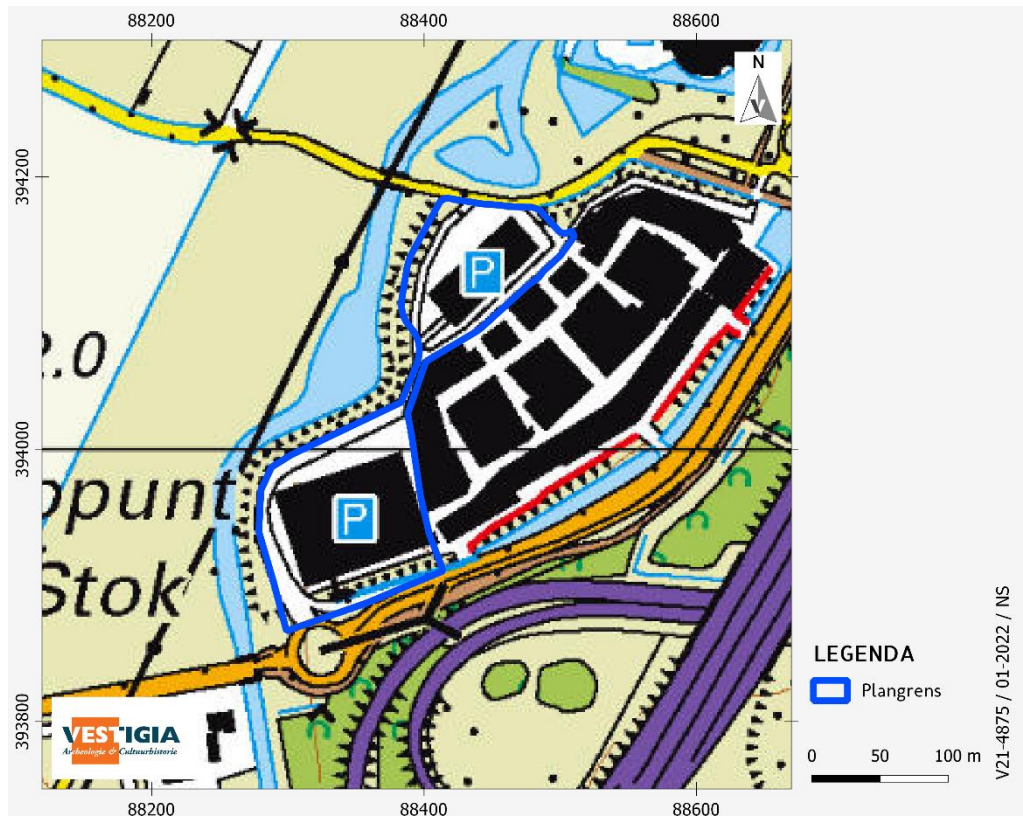 88200
88400
88600
N
394200
P
2.0
394000
opunt
P
Stok
393800
VESTIGIA
Archeologie & Cultuurhistorie
88200
88400
88600
LEGENDA
Plangrens
0 50 100 m
V21-4875 / 01-2022 / NS